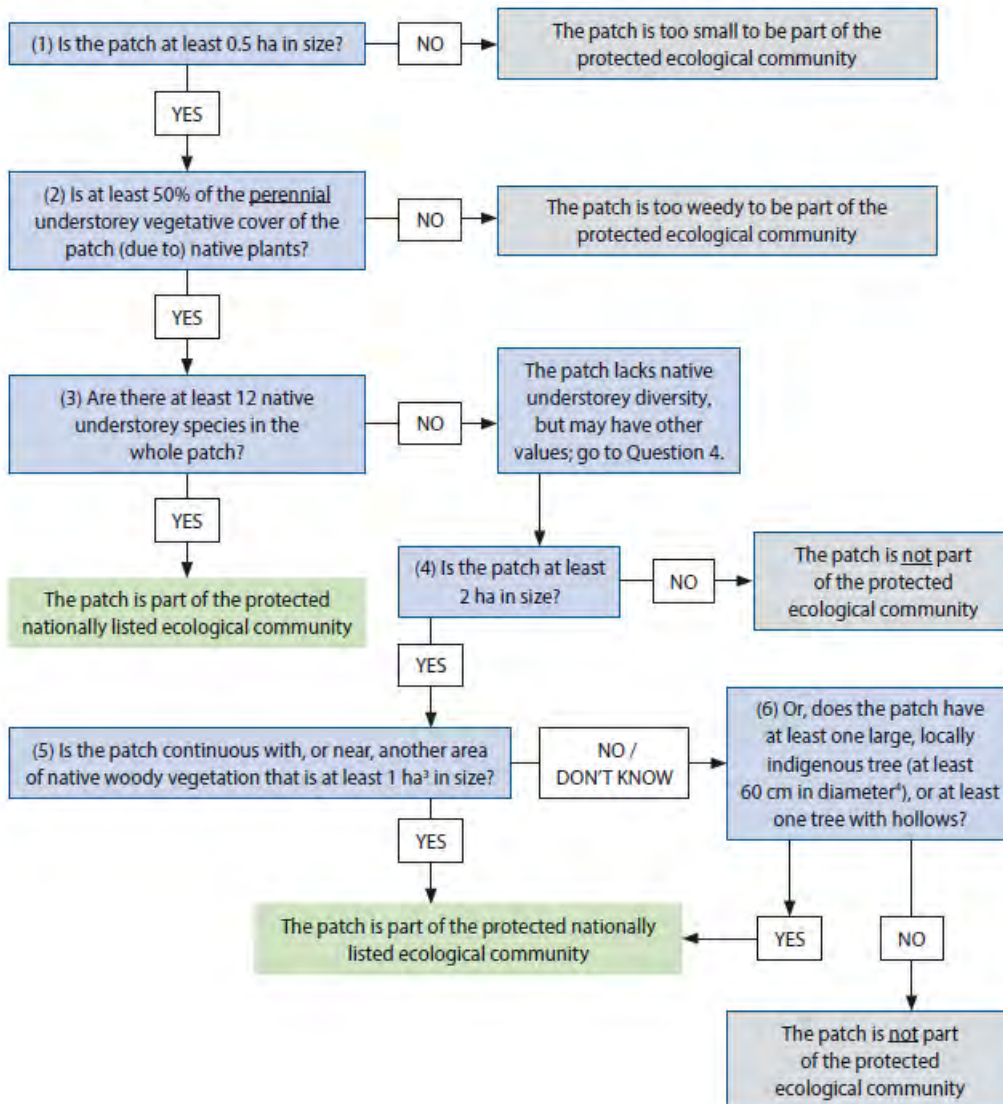 (1) Is the patch at least 0.5 ha in size?
NO
The patch is too small to be part of the
protected ecological community
YES
(2) Is at least 50% of the perennial
understorey vegetative cover of the
patch (due to) native plants?
NO
The patch is too weedy to be part of the
protected ecological community
YES
(3) Are there at least 12 native
understorey species in the
whole patch?
NO
The patch lacks native
understorey diversity,
but may have other
values; go to Question 4.
YES
The patch is part of the protected
nationally listed ecological community
(4) Is the patch at least
2 ha in size?
NO
The patch is not part
of the protected
ecological community
YES
(5) Is the patch continuous with, or near, another area
of native woody vegetation that is at least 1 ha³ in size?
NO /
DON'T KNOW
(6) Or, does the patch have
at least one large, locally
indigenous tree (at least
60 cm in diameter⁴), or at least
one tree with hollows?
YES
The patch is part of the protected nationally
listed ecological community
YES
NO
The patch is not part
of the protected
ecological community